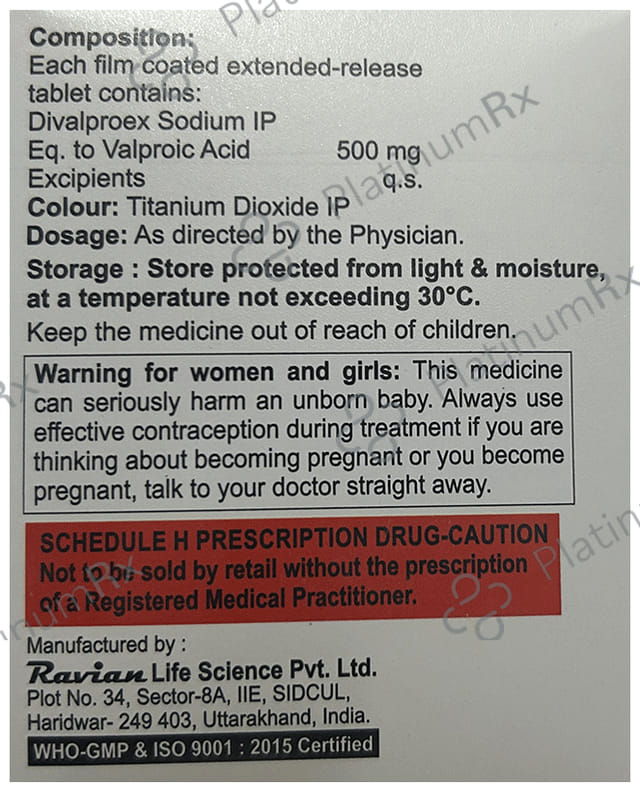 Composition:
Each film coated extended-release
tablet contains:
Divalproex Sodium IP
Eq. to Valproic Acid 500 mg
Excipients q.s.
Colour: Titanium Dioxide IP
Dosage: As directed by the Physician.
Storage : Store protected from light & moisture,
at a temperature not exceeding 30°C.
Keep the medicine out of reach of children.
Warning for women and girls: This medicine
can seriously harm an unborn baby. Always use
effective contraception during treatment if you are
thinking about becoming pregnant or you become
pregnant, talk to your doctor straight away.
SCHEDULE H PRESCRIPTION DRUG-CAUTION
Not to be sold by retail without the prescription
of a Registered Medical Practitioner.
Manufactured by :
Ravian Life Science Pvt. Ltd.
Plot No. 34, Sector-8A, IIE, SIDCUL,
Haridwar- 249 403, Uttarakhand, India.
WHO-GMP & ISO 9001 : 2015 Certified
PlatinumRx
PlatinumRx